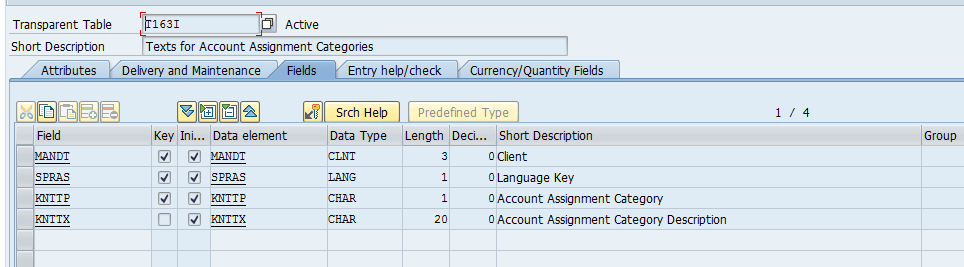 Transparent Table T163I Active
Short Description Texts for Account Assignment Categories
Attributes Delivery and Maintenance Fields Entry help/check Currency/Quantity Fields
Srch Help Predefined Type 1 / 4
Field Key Ini... Data element Data Type Length Deci... Short Description Group
MANDT MANDT CLNT 3 0 Client
SPRAS SPRAS LANG 1 0 Language Key
KNTTP KNTTP CHAR 1 0 Account Assignment Category
KNTTX KNTTX CHAR 20 0 Account Assignment Category Description